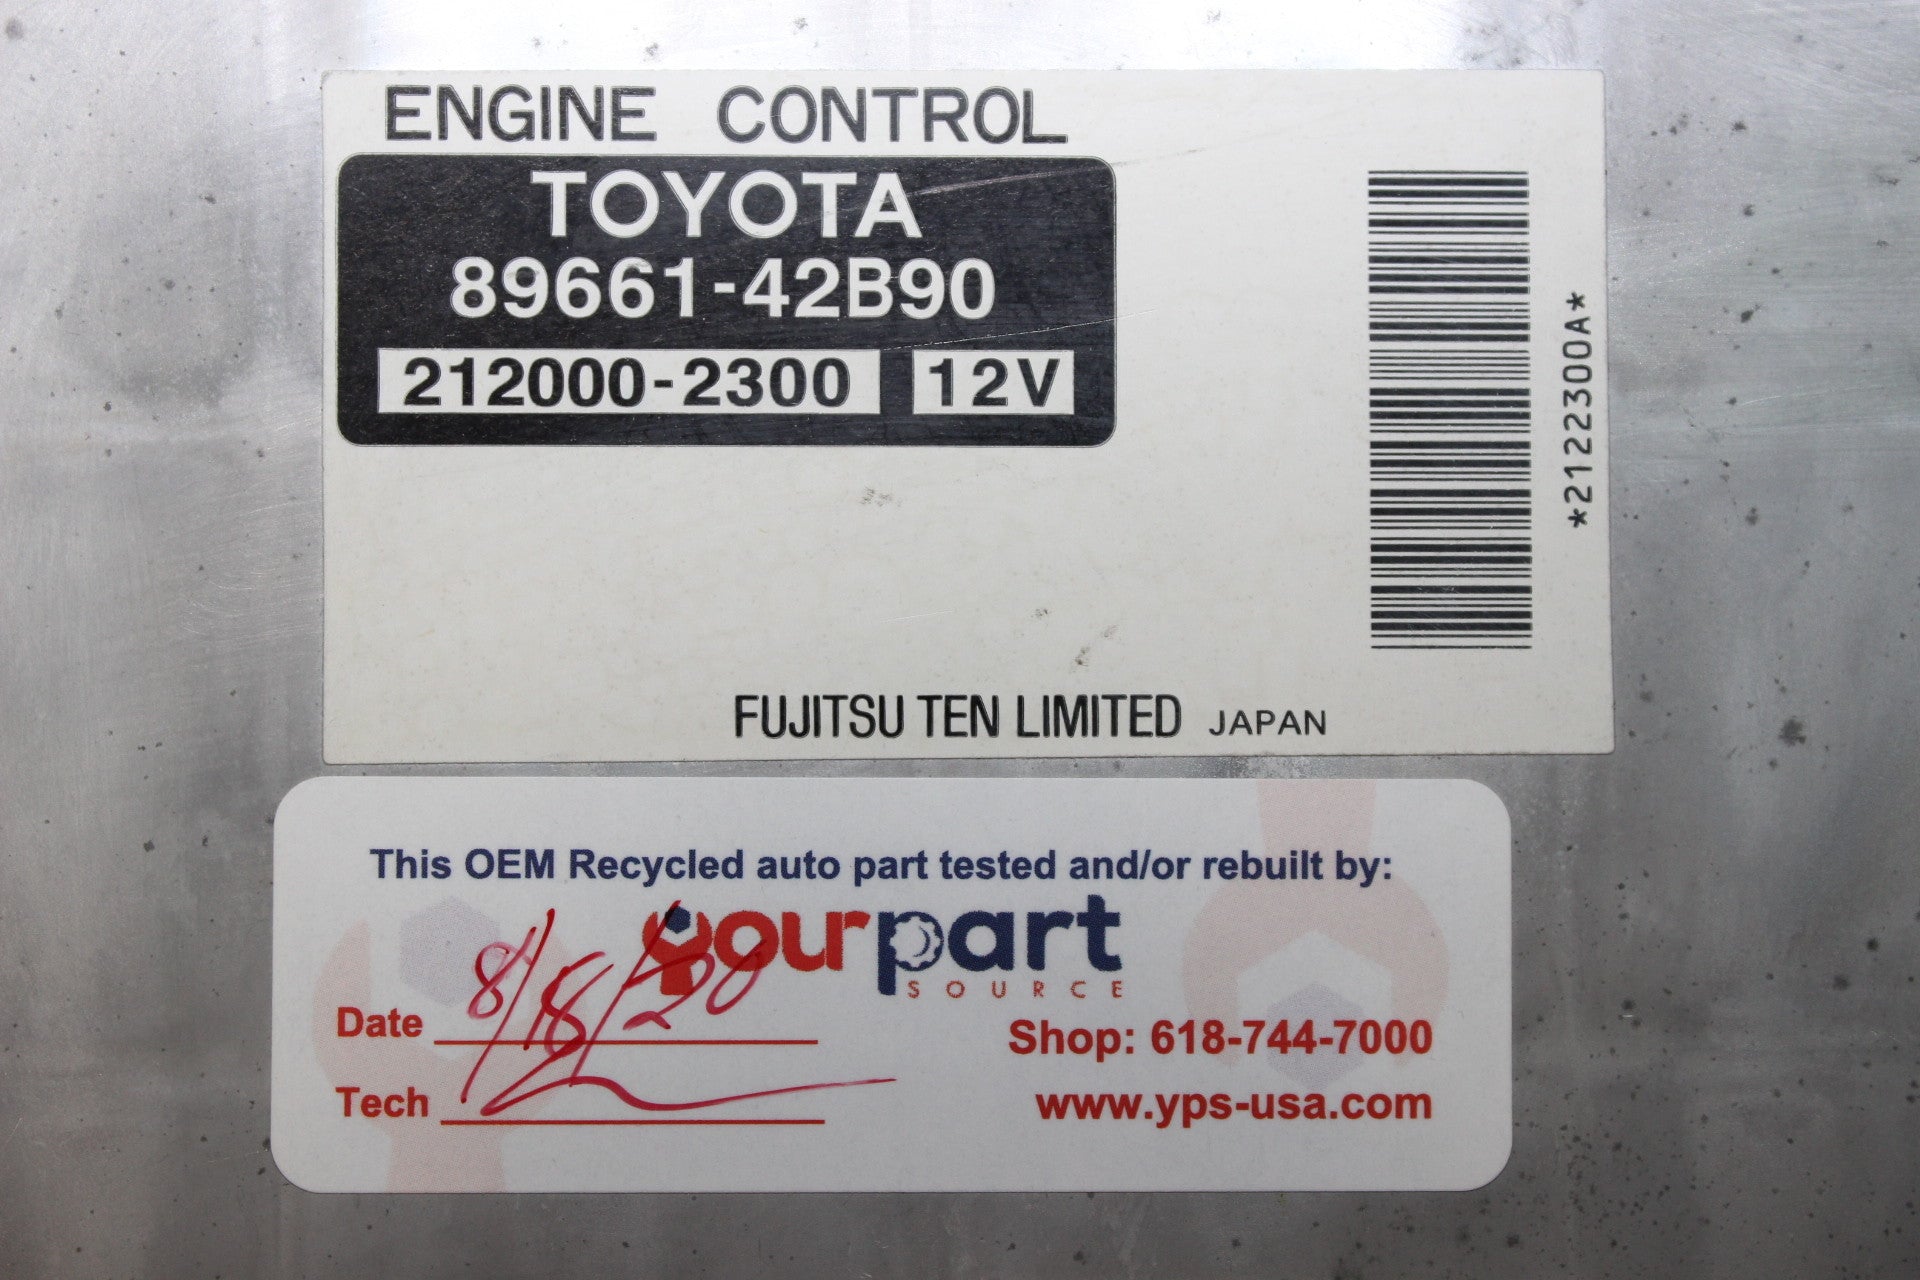 ENGINE CONTROL
TOYOTA
89661-42B90
212000-2300 12V
*2122300A*
FUJITSU TEN LIMITED JAPAN
This OEM Recycled auto part tested and/or rebuilt by:
Yourpart
SOURCE
Date 8/18/20
Shop: 618-744-7000
Tech
www.yps-usa.com